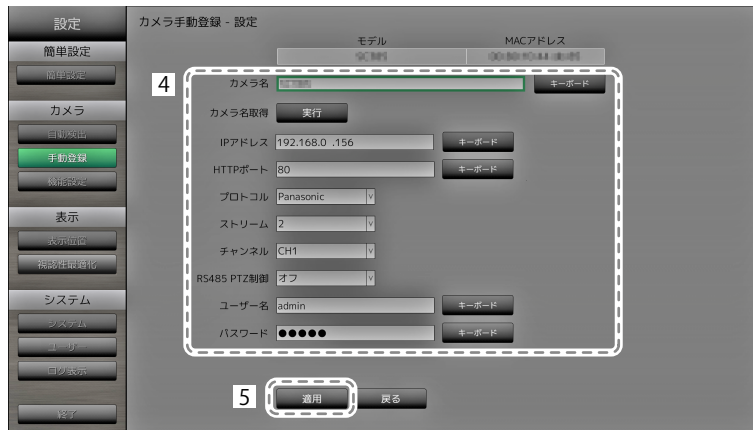 設定
カメラ手動登録 - 設定
簡単設定
簡単設定
カメラ
自動検出
手動登録
機能設定
表示
表示位置
視認性最適化
システム
システム
ユーザー
ログ表示
終了
モデル MACアドレス
4
カメラ名 キーボード
カメラ名取得 実行
IPアドレス 192.168.0 .156 キーボード
HTTPポート 80 キーボード
プロトコル Panasonic
ストリーム 2
チャンネル CH1
RS485 PTZ制御 オフ
ユーザー名 admin キーボード
パスワード ●●●●● キーボード
5
適用 戻る